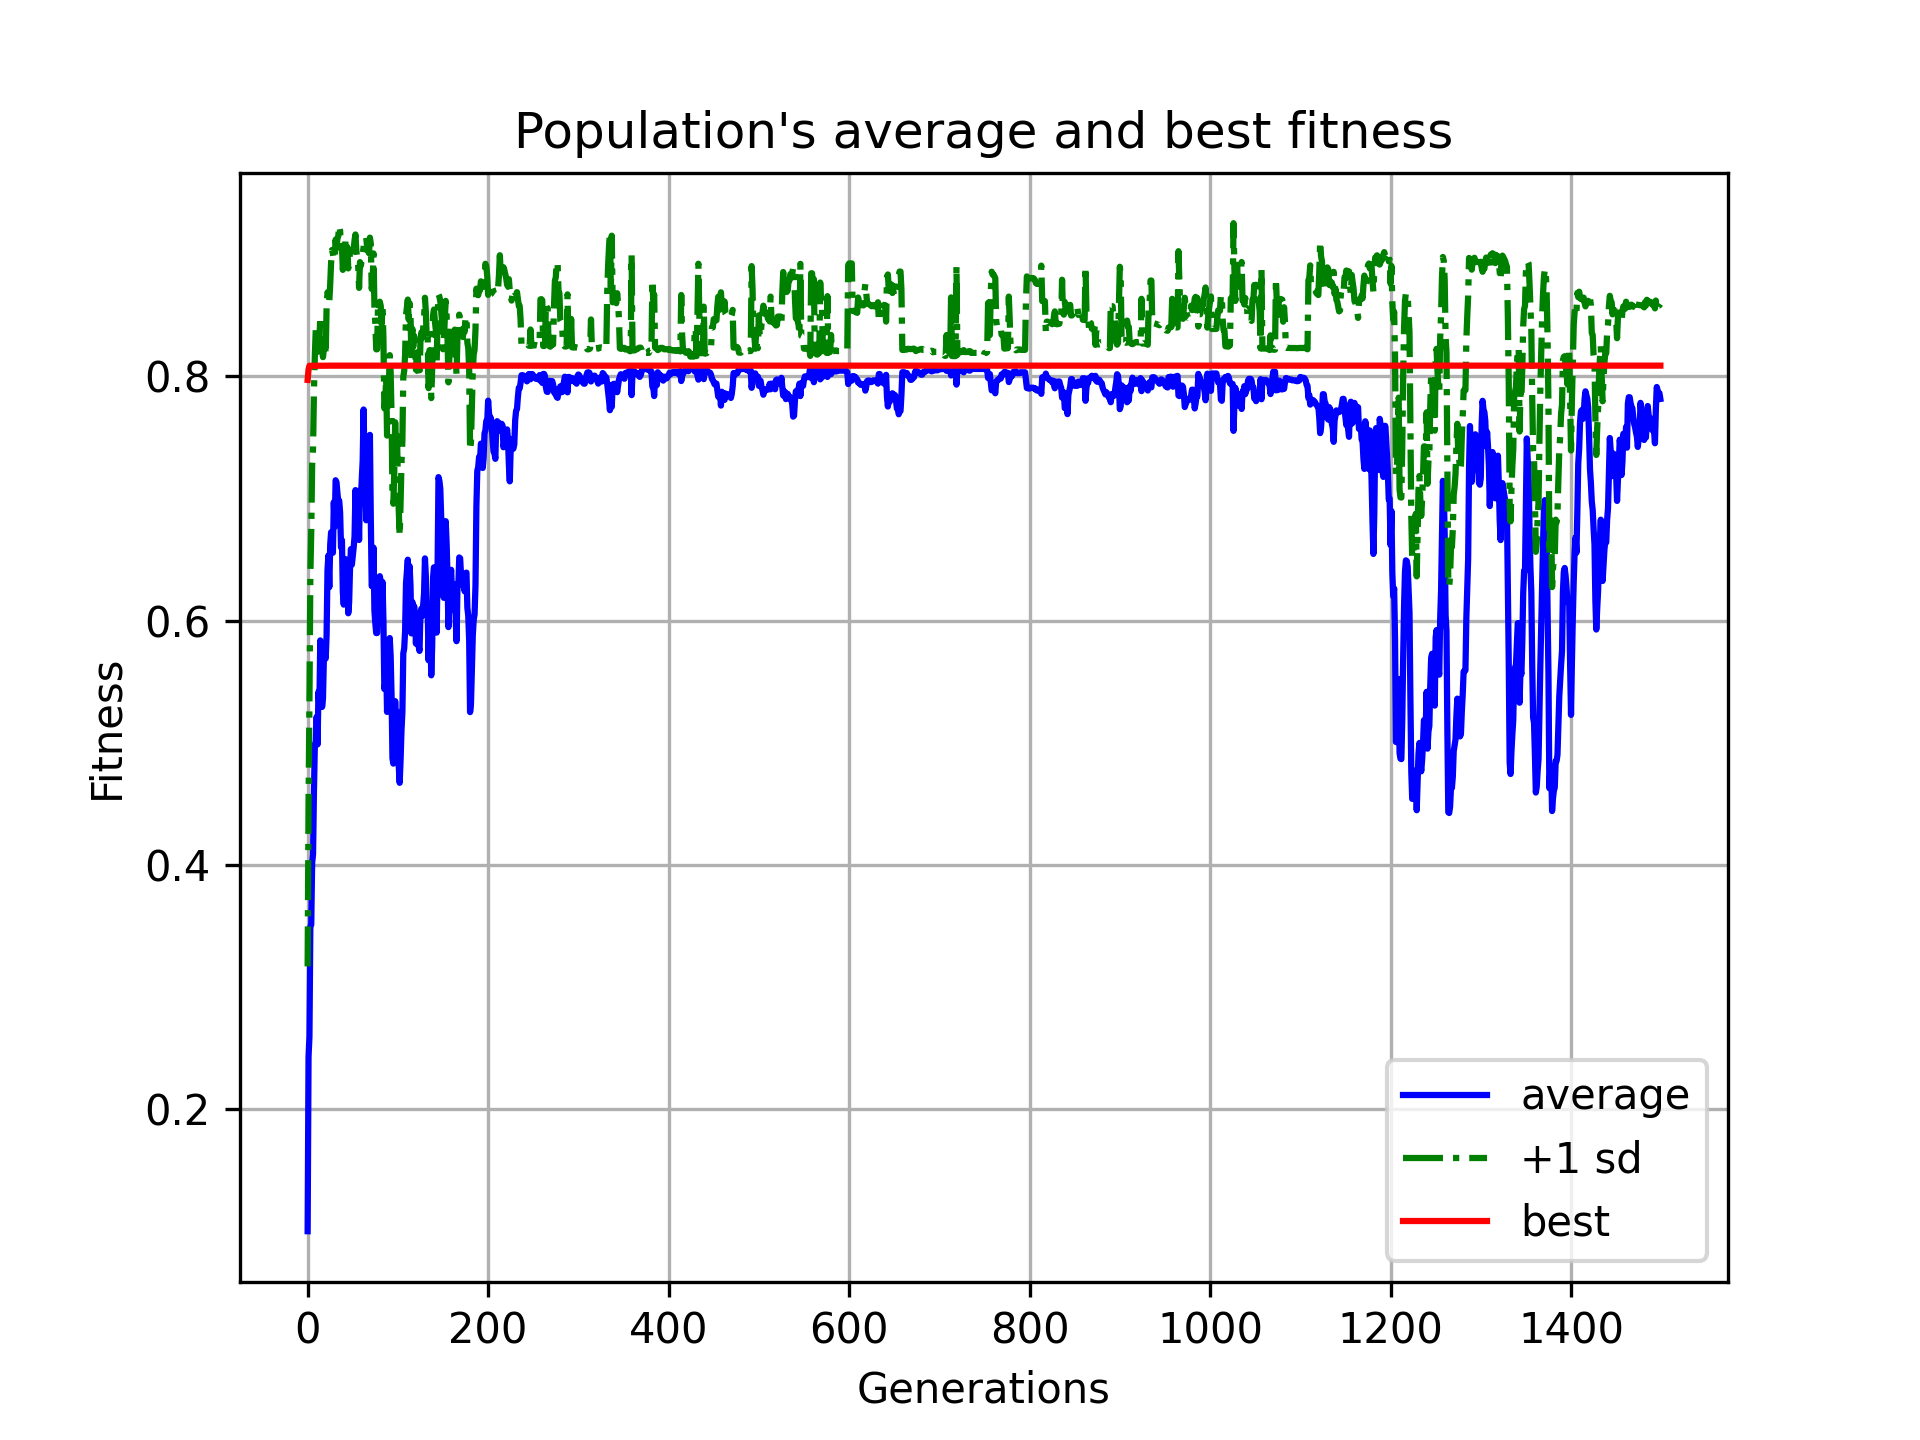 Population's average and best fitness
Fitness
0.8
0.6
0.4
0.2
0 200 400 600 800 1000 1200 1400
Generations
average
+1 sd
best